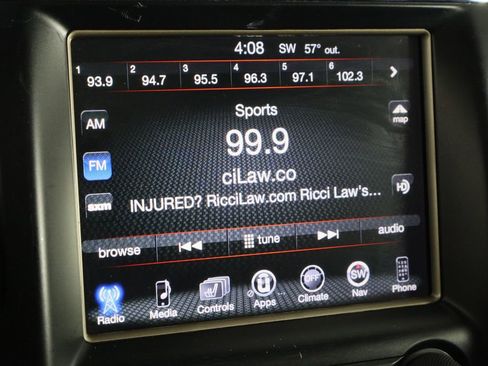 4:08 SW 57° out.
1 2 3 4 5 6
93.9 94.7 95.5 96.3 97.1 102.3
Sports
AM
99.9
map
FM
ciLaw.co
HD
sxm
INJURED? RicciLaw.com Ricci Law's...
browse tune audio
OFF SW
Radio Media Controls Apps Climate Nav Phone